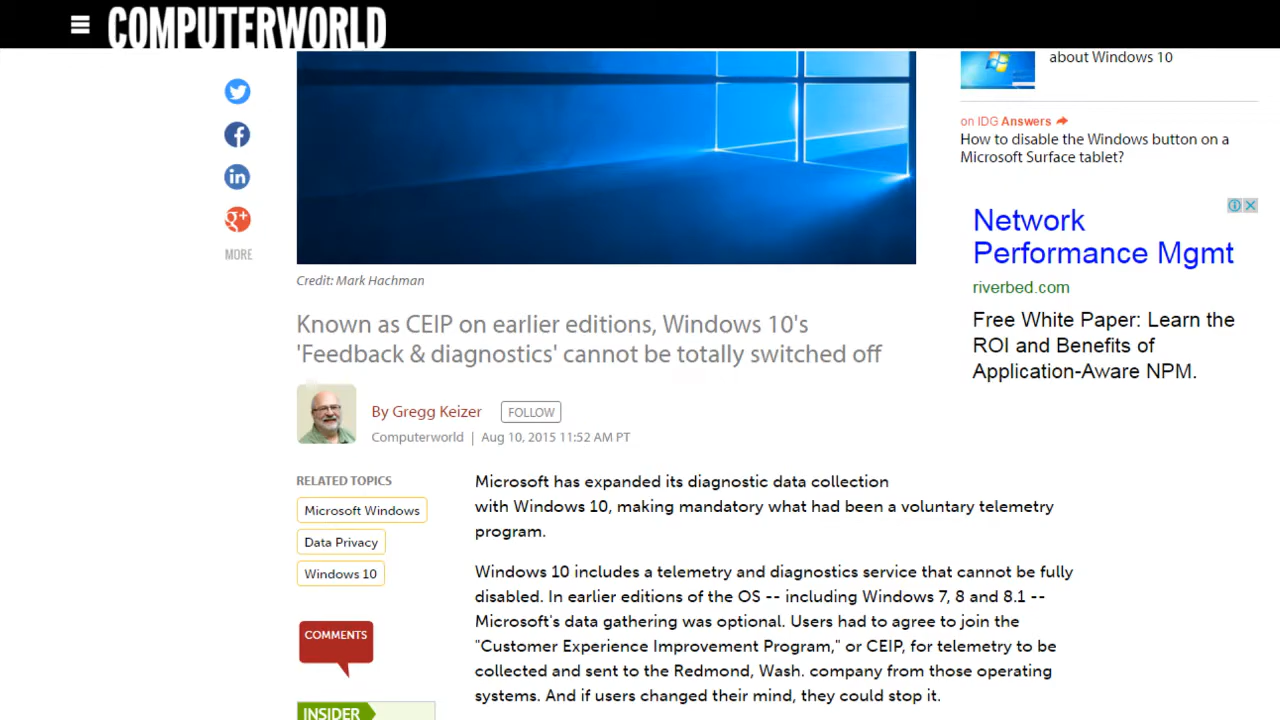 COMPUTERWORLD
about Windows 10
on IDG Answers
How to disable the Windows button on a
Microsoft Surface tablet?
MORE
Network
Performance Mgmt
riverbed.com
Free White Paper: Learn the
ROI and Benefits of
Application-Aware NPM.
Credit: Mark Hachman
Known as CEIP on earlier editions, Windows 10's
'Feedback & diagnostics' cannot be totally switched off
By Gregg Keizer FOLLOW
Computerworld | Aug 10, 2015 11:52 AM PT
RELATED TOPICS
Microsoft Windows
Data Privacy
Windows 10
COMMENTS
INSIDER
Microsoft has expanded its diagnostic data collection
with Windows 10, making mandatory what had been a voluntary telemetry
program.
Windows 10 includes a telemetry and diagnostics service that cannot be fully
disabled. In earlier editions of the OS -- including Windows 7, 8 and 8.1 --
Microsoft's data gathering was optional. Users had to agree to join the
"Customer Experience Improvement Program," or CEIP, for telemetry to be
collected and sent to the Redmond, Wash. company from those operating
systems. And if users changed their mind, they could stop it.